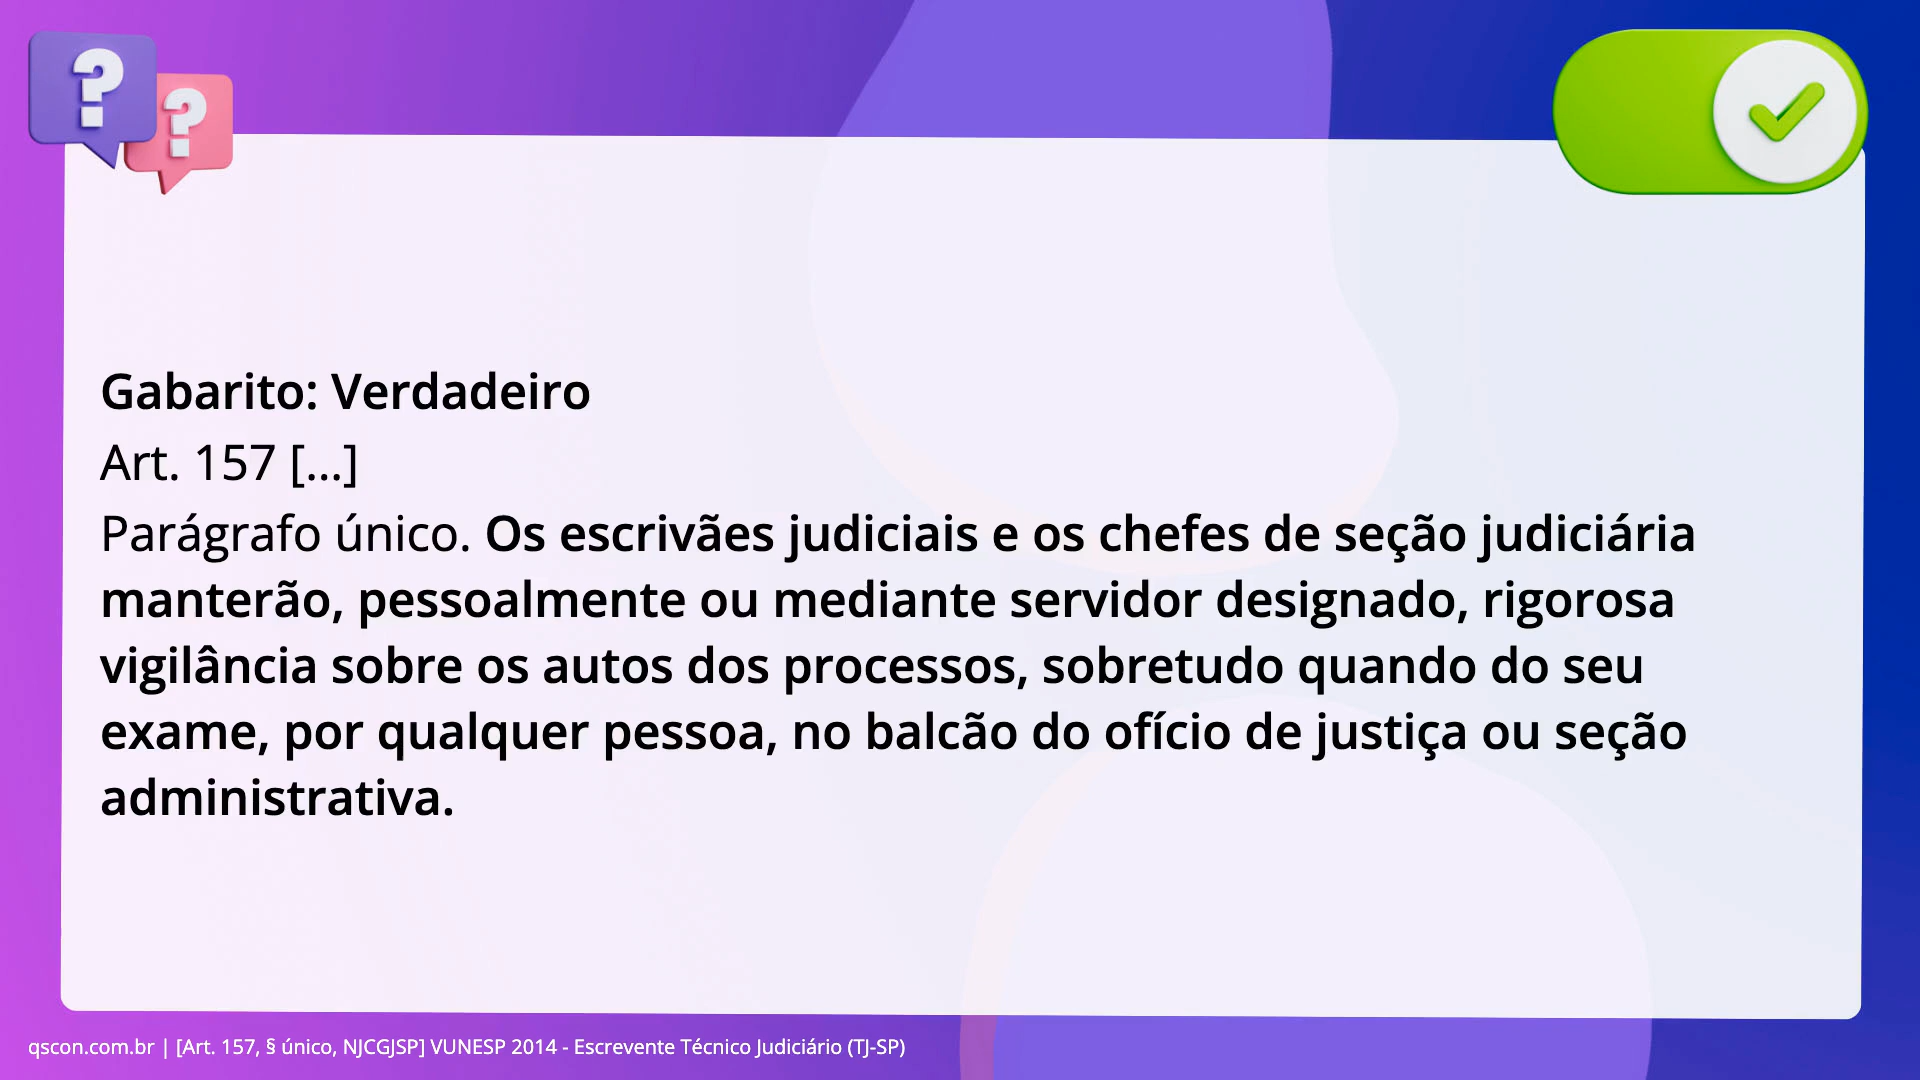 ? ?
Gabarito: Verdadeiro
Art. 157 [...]
Parágrafo único. Os escrivães judiciais e os chefes de seção judiciária
manterão, pessoalmente ou mediante servidor designado, rigorosa
vigilância sobre os autos dos processos, sobretudo quando do seu
exame, por qualquer pessoa, no balcão do ofício de justiça ou seção
administrativa.
qscon.com.br | [Art. 157, § único, NJCGJSP] VUNESP 2014 - Escrevente Técnico Judiciário (TJ-SP)